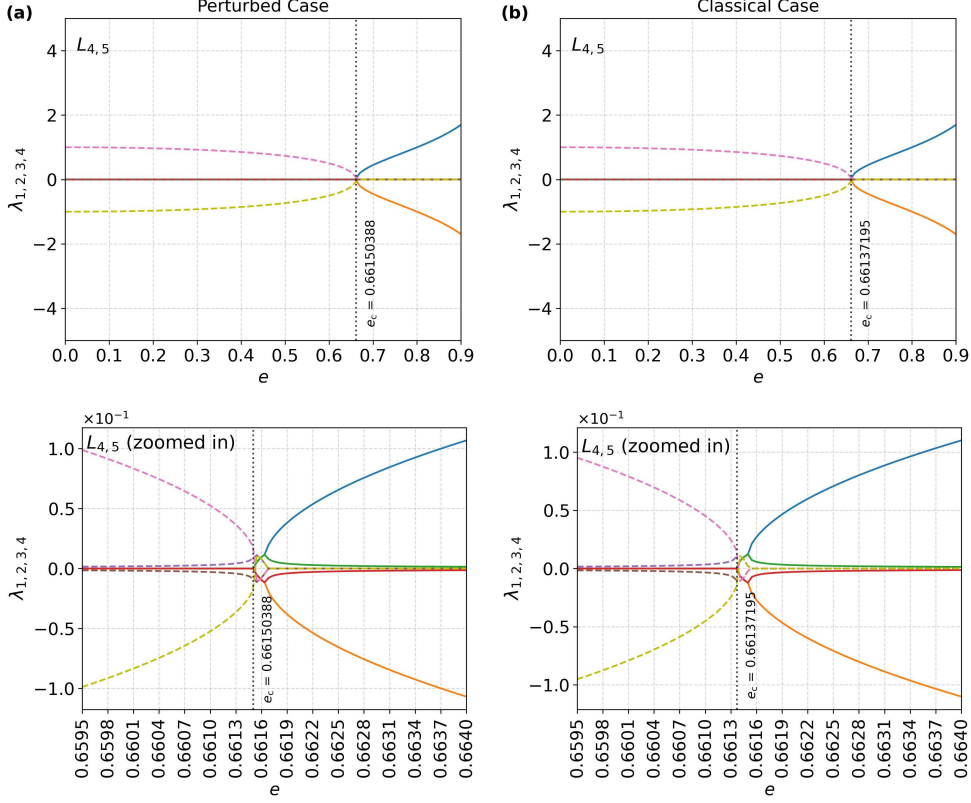 (a)
Perturbed Case
L4, 5
4
2
0
−2
−4
λ1, 2, 3, 4
ec = 0.66150388
0.0 0.1 0.2 0.3 0.4 0.5 0.6 0.7 0.8 0.9
e
(b)
Classical Case
L4, 5
4
2
0
−2
−4
λ1, 2, 3, 4
ec = 0.66137195
0.0 0.1 0.2 0.3 0.4 0.5 0.6 0.7 0.8 0.9
e
×10−1
L4, 5 (zoomed in)
1.0
0.5
0.0
−0.5
−1.0
λ1, 2, 3, 4
ec = 0.66150388
0.6595 0.6598 0.6601 0.6604 0.6607 0.6610 0.6613 0.6616 0.6619 0.6622 0.6625 0.6628 0.6631 0.6634 0.6637 0.6640
e
×10−1
L4, 5 (zoomed in)
1.0
0.5
0.0
−0.5
−1.0
λ1, 2, 3, 4
ec = 0.66137195
0.6595 0.6598 0.6601 0.6604 0.6607 0.6610 0.6613 0.6616 0.6619 0.6622 0.6625 0.6628 0.6631 0.6634 0.6637 0.6640
e